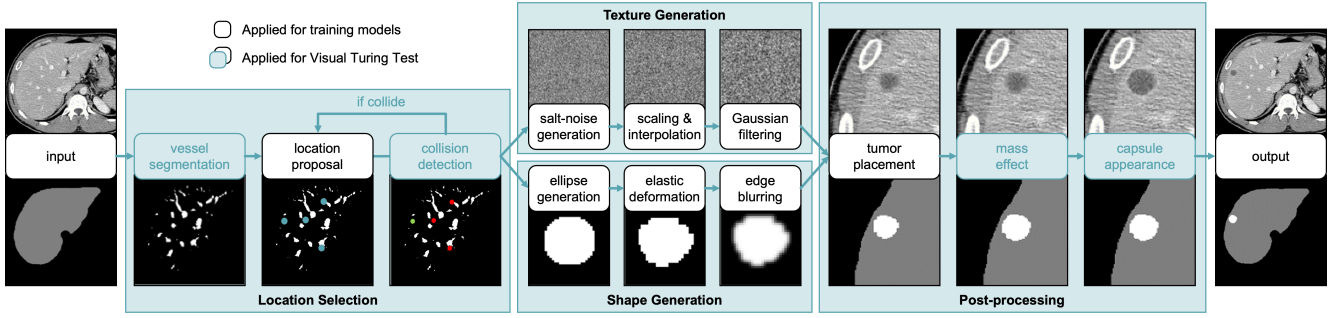 Applied for training models
Applied for Visual Turing Test
input
if collide
vessel
segmentation
location
proposal
collision
detection
Location Selection
Texture Generation
salt-noise
generation
scaling &
interpolation
Gaussian
filtering
ellipse
generation
elastic
deformation
edge
blurring
Shape Generation
tumor
placement
mass
effect
capsule
appearance
Post-processing
output